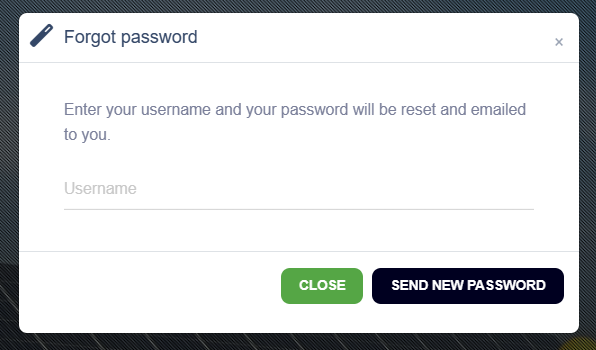 Forgot password
×
Enter your username and your password will be reset and emailed
to you.
Username
CLOSE
SEND NEW PASSWORD